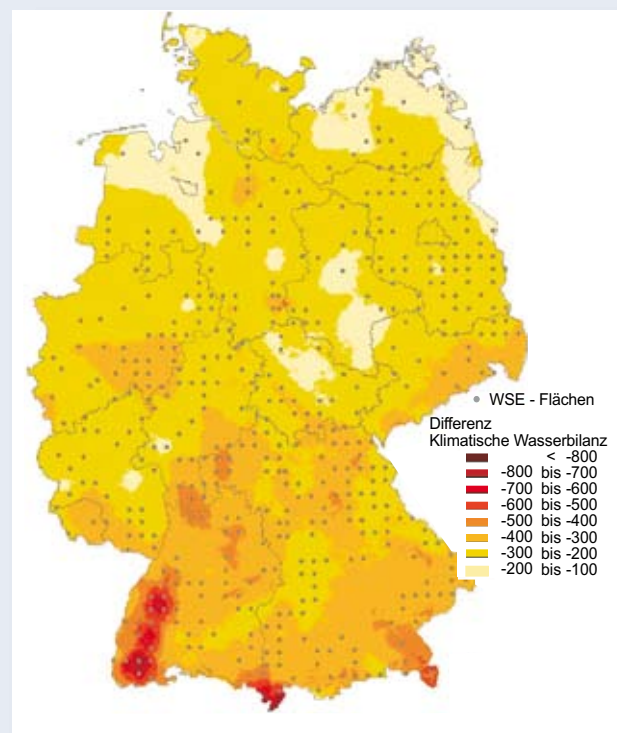 WSE - Flächen
Differenz
Klimatische Wasserbilanz
< -800
-800 bis -700
-700 bis -600
-600 bis -500
-500 bis -400
-400 bis -300
-300 bis -200
-200 bis -100